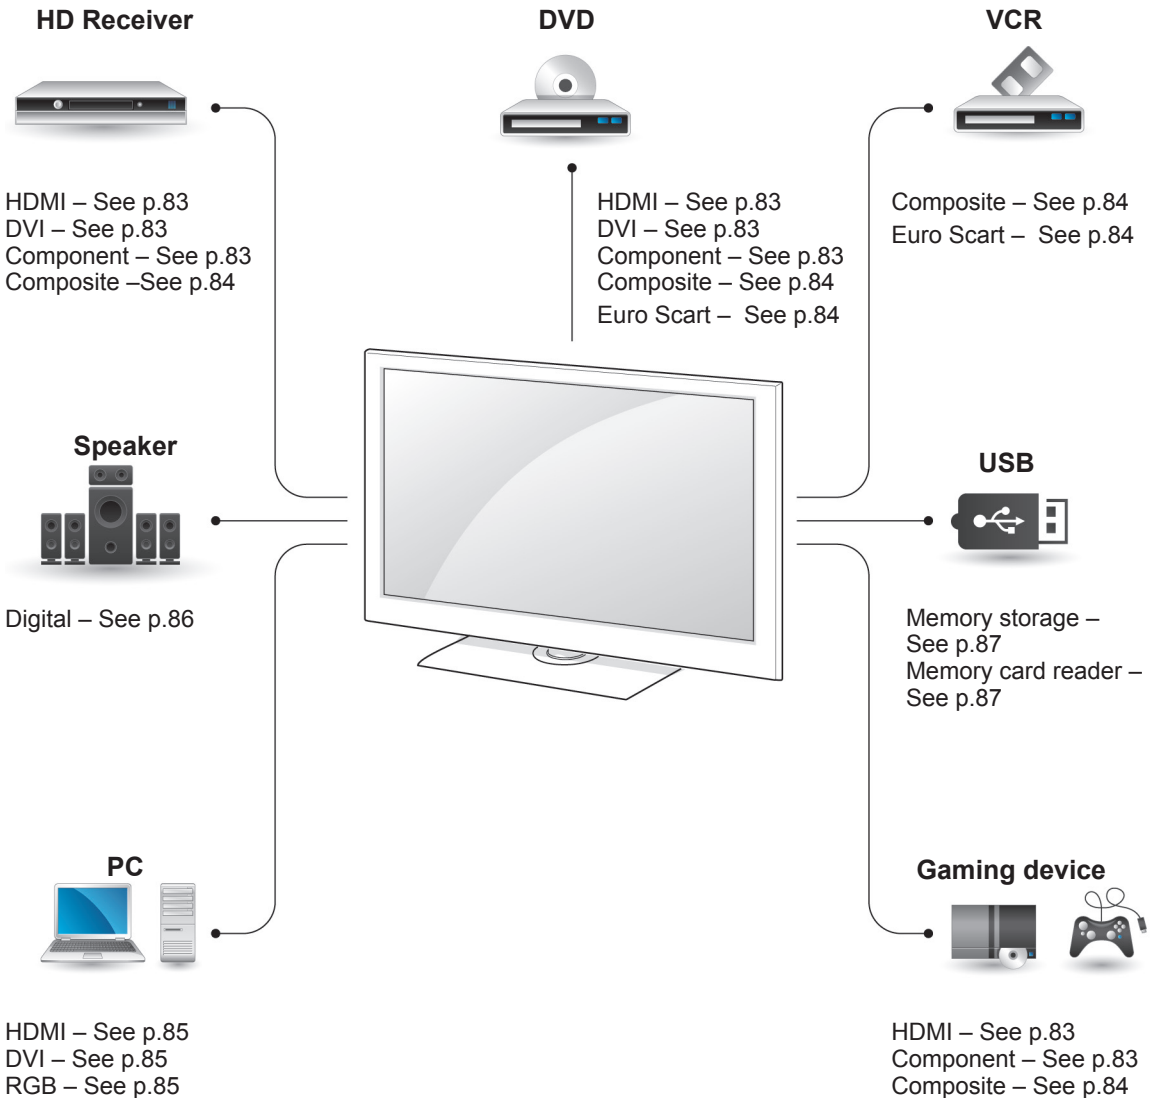 HD Receiver
HDMI – See p.83
DVI – See p.83
Component – See p.83
Composite –See p.84
DVD
HDMI – See p.83
DVI – See p.83
Component – See p.83
Composite – See p.84
Euro Scart – See p.84
VCR
Composite – See p.84
Euro Scart – See p.84
Speaker
Digital – See p.86
USB
Memory storage –
See p.87
Memory card reader –
See p.87
PC
HDMI – See p.85
DVI – See p.85
RGB – See p.85
Gaming device
HDMI – See p.83
Component – See p.83
Composite – See p.84